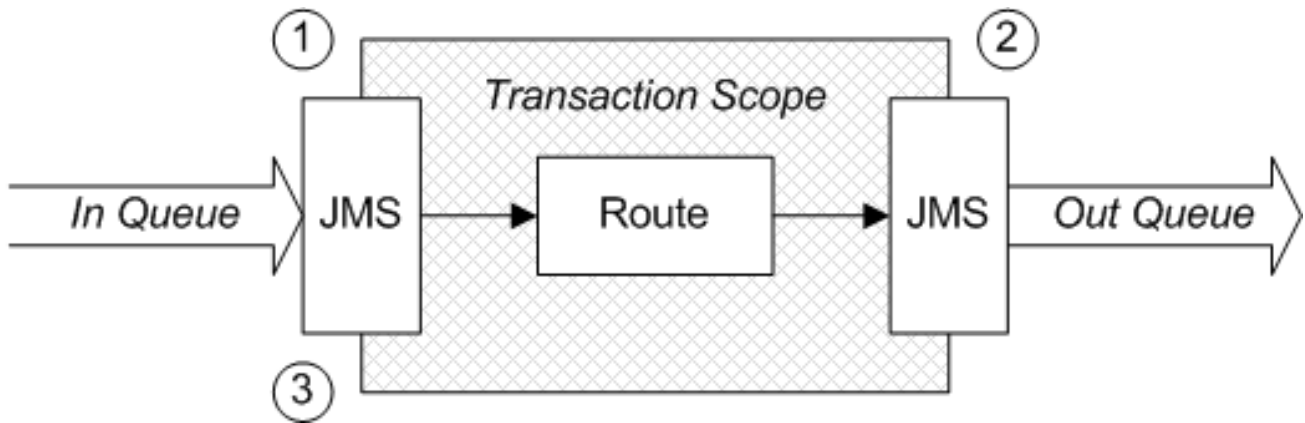 1
2
Transaction Scope
In Queue
JMS
Route
JMS
Out Queue
3